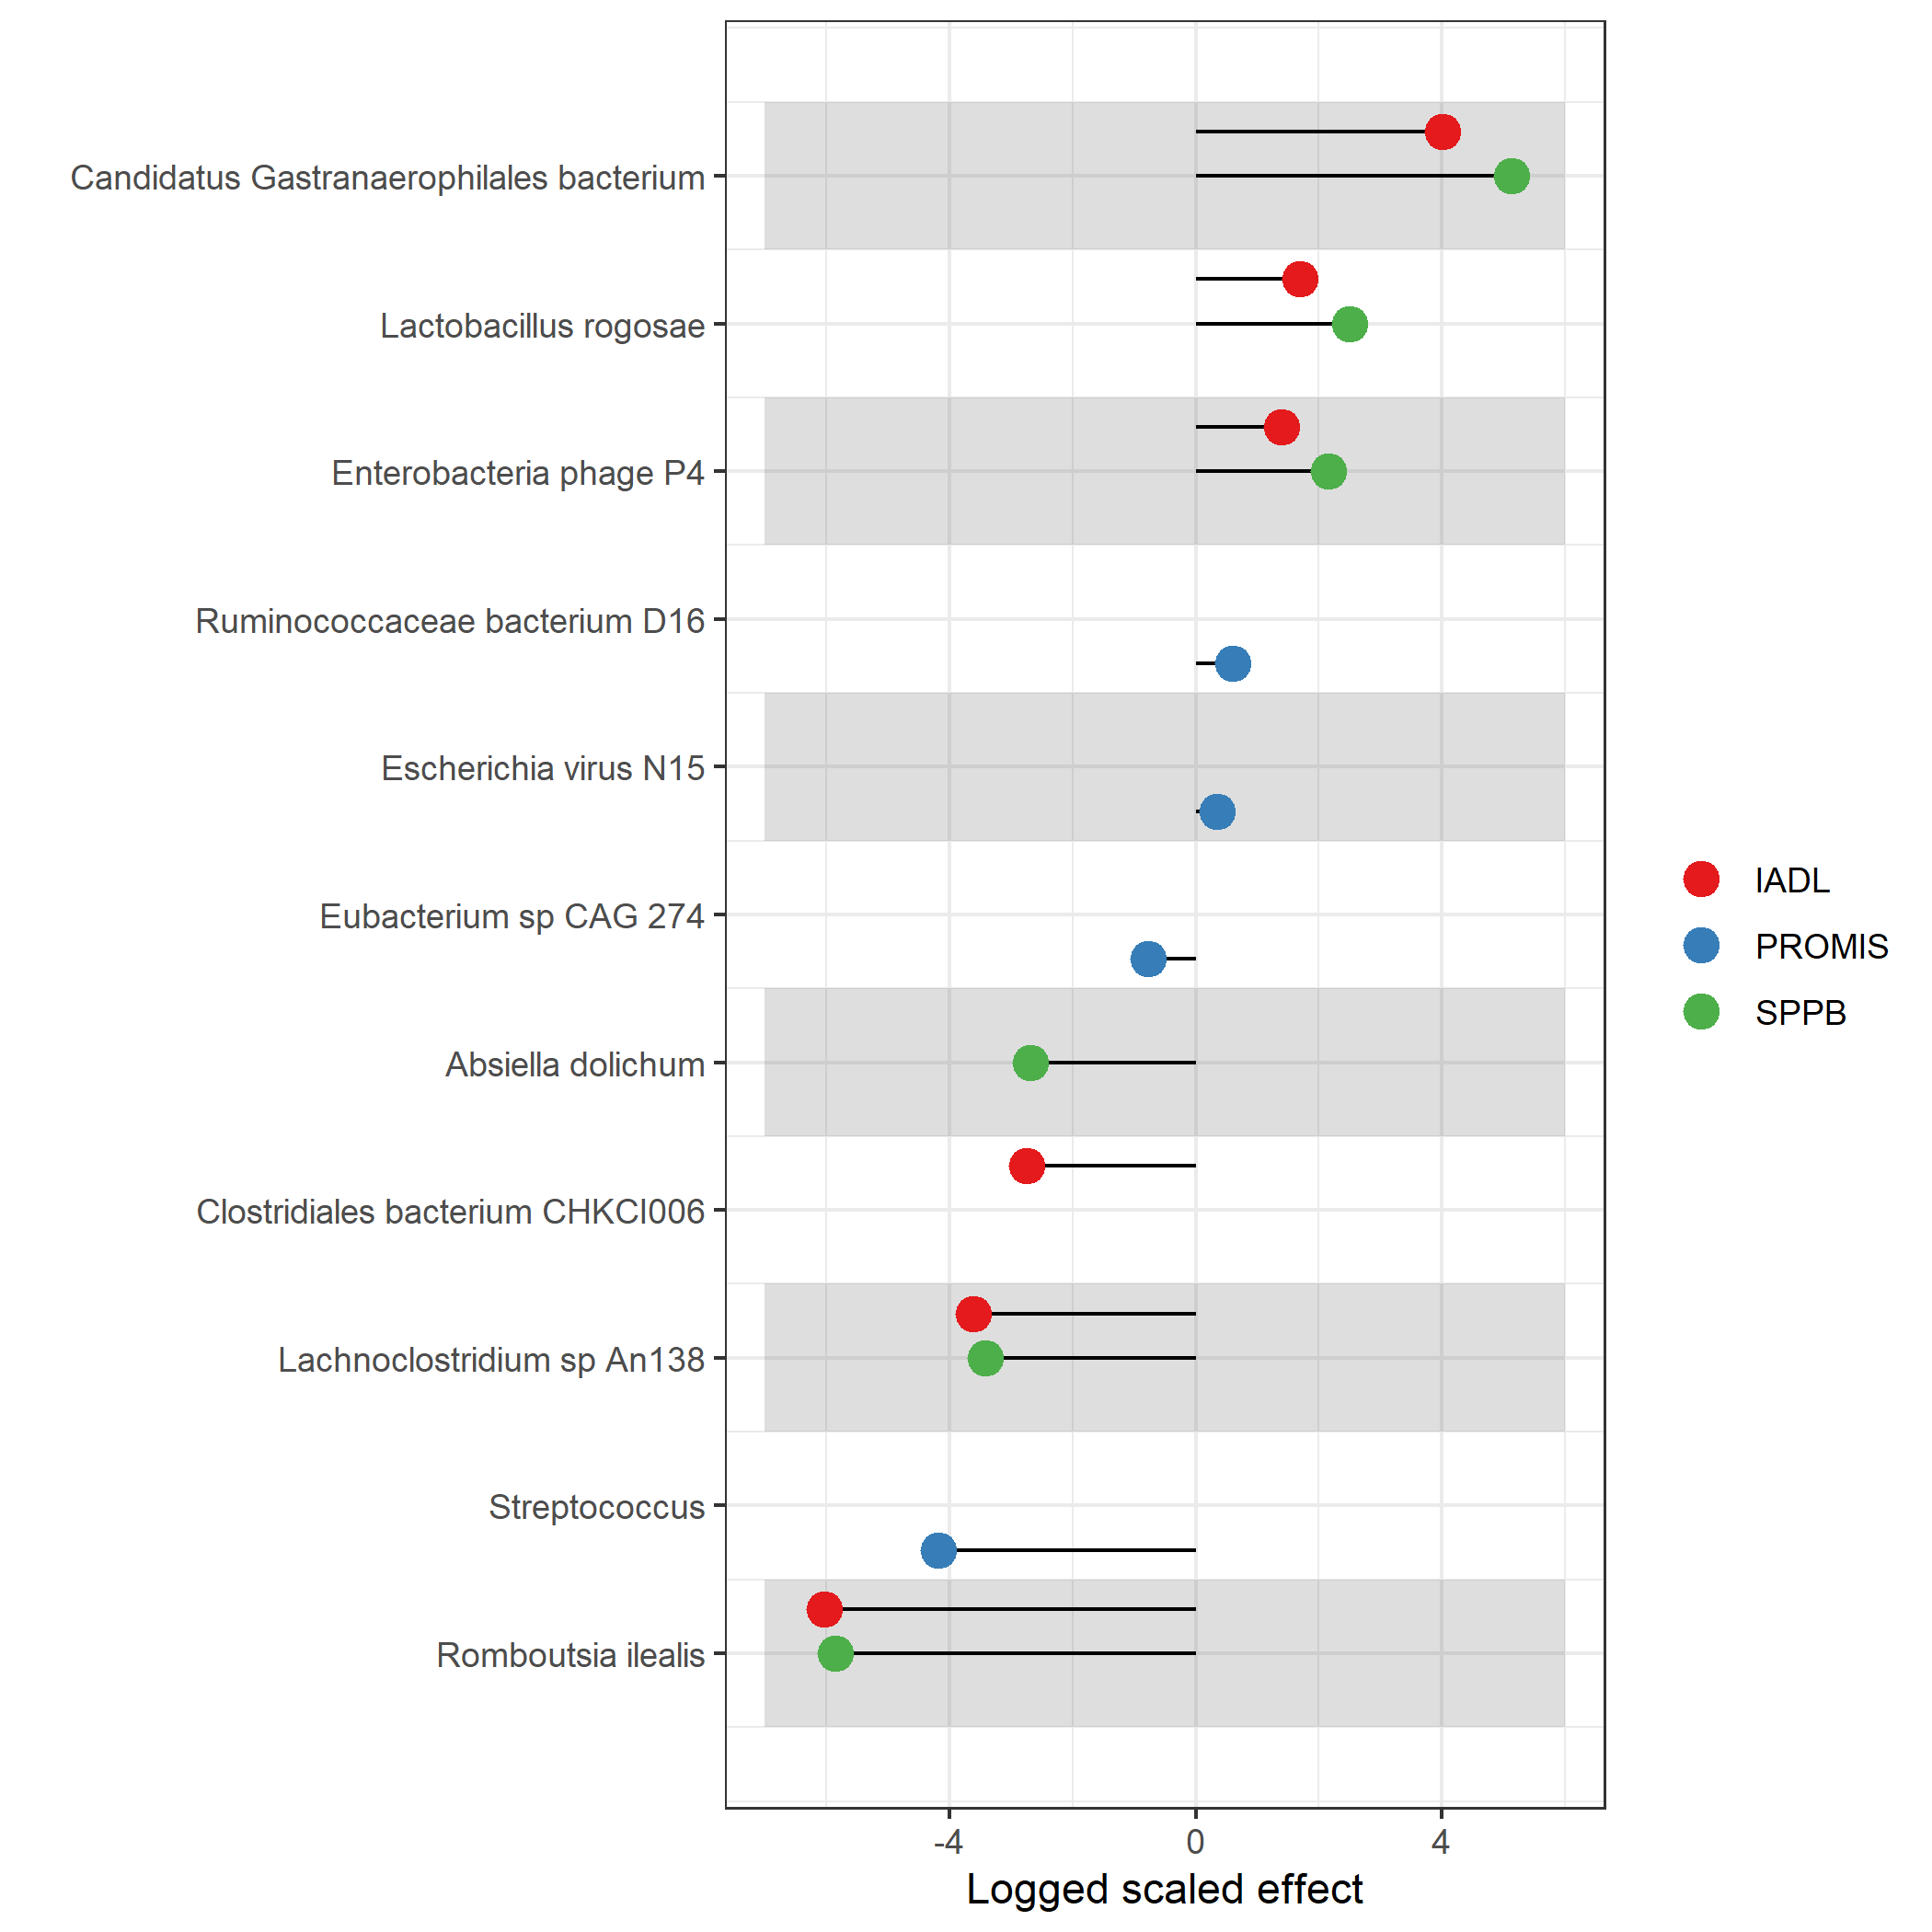 Candidatus Gastranaerophilales bacterium
Lactobacillus rogosae
Enterobacteria phage P4
Ruminococcaceae bacterium D16
Escherichia virus N15
Eubacterium sp CAG 274
Absiella dolichum
Clostridiales bacterium CHKCI006
Lachnoclostridium sp An138
Streptococcus
Romboutsia ilealis
-4 0 4
Logged scaled effect
IADL
PROMIS
SPPB